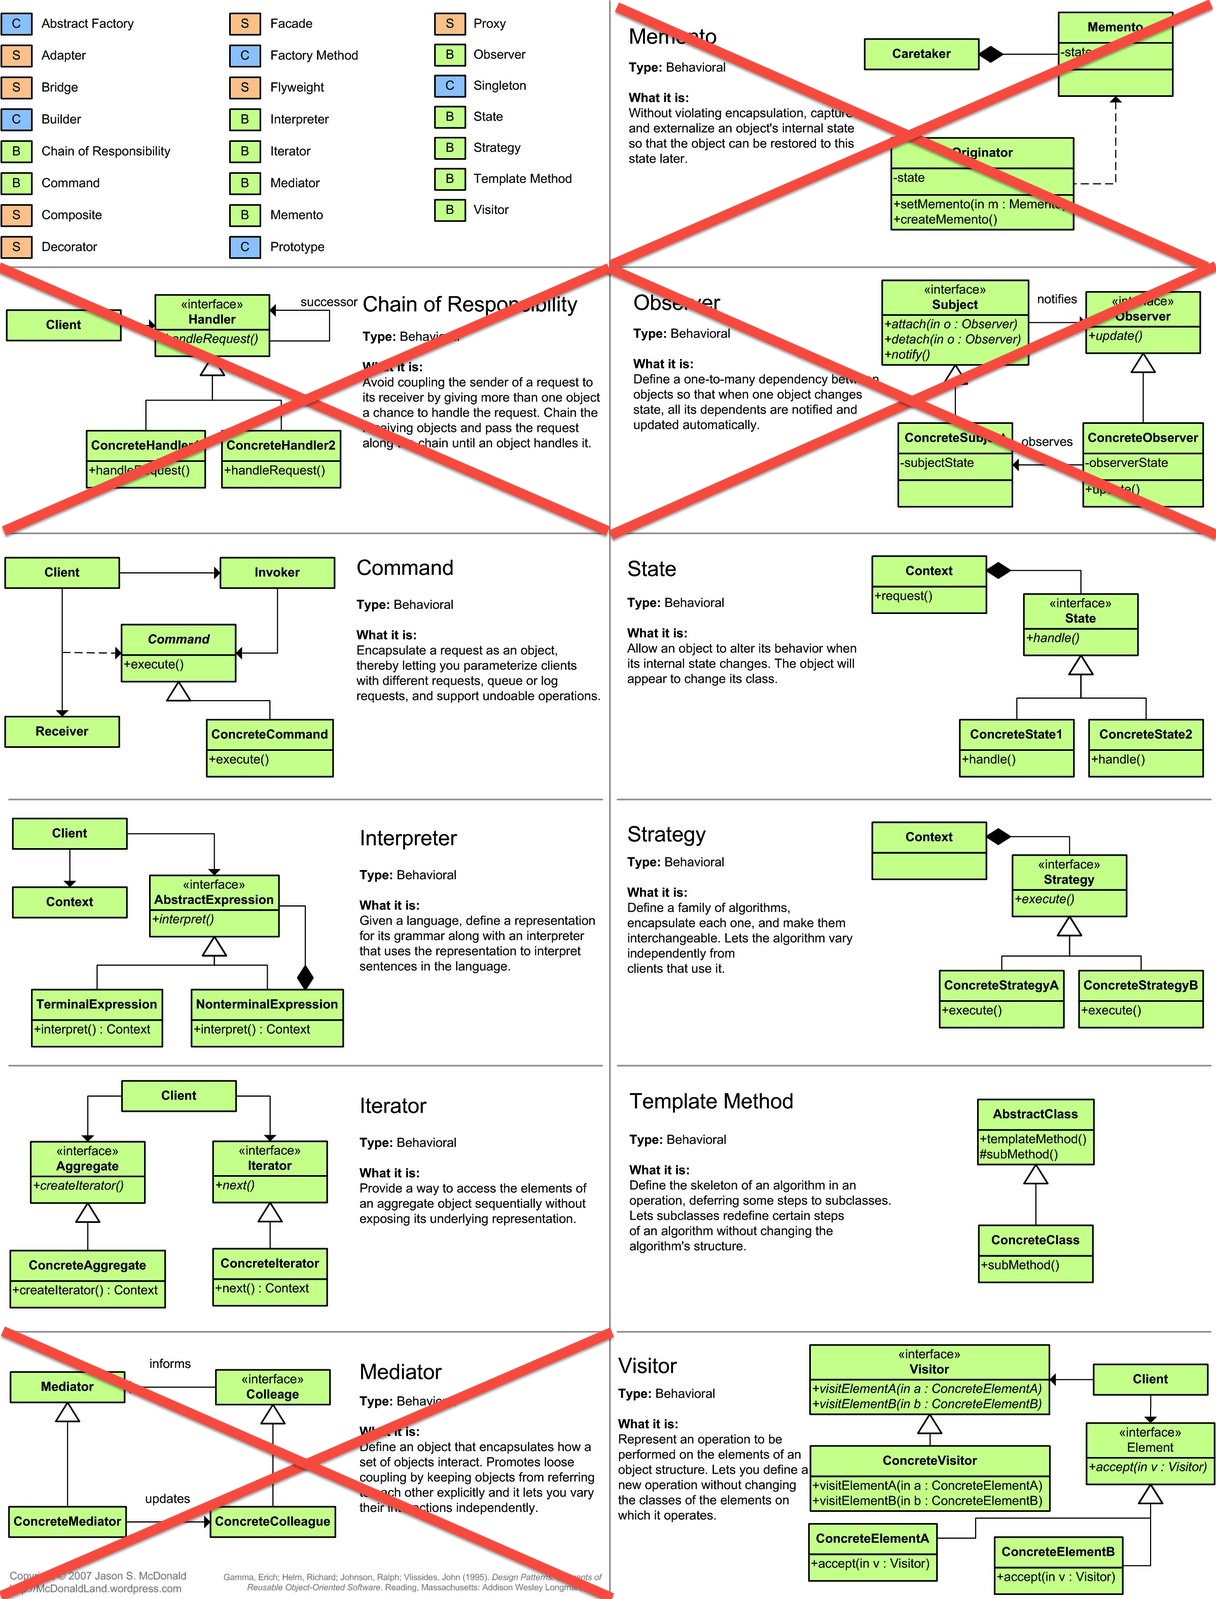 C Abstract Factory
S Adapter
S Bridge
C Builder
B Chain of Responsibility
B Command
S Composite
S Decorator
S Facade
C Factory Method
S Flyweight
B Interpreter
B Iterator
B Mediator
B Memento
C Prototype
S Proxy
B Observer
C Singleton
B State
B Strategy
B Template Method
B Visitor
Memento
Type: Behavioral
What it is:
Without violating encapsulation, capture
and externalize an object's internal state
so that the object can be restored to this
state later.
Caretaker
Memento
-state
Originator
-state
+setMemento(in m : Memento)
+createMemento()
Client
«interface»
Handler
+handleRequest()
successor
ConcreteHandler1
+handleRequest()
ConcreteHandler2
+handleRequest()
Chain of Responsibility
Type: Behavioral
What it is:
Avoid coupling the sender of a request to
its receiver by giving more than one object
a chance to handle the request. Chain the
receiving objects and pass the request
along the chain until an object handles it.
Observer
Type: Behavioral
What it is:
Define a one-to-many dependency between
objects so that when one object changes
state, all its dependents are notified and
updated automatically.
«interface»
Subject
+attach(in o : Observer)
+detach(in o : Observer)
+notify()
notifies
«interface»
Observer
+update()
ConcreteSubject
-subjectState
observes
ConcreteObserver
-observerState
+update()
Client
Invoker
Command
+execute()
Receiver
ConcreteCommand
+execute()
Command
Type: Behavioral
What it is:
Encapsulate a request as an object,
thereby letting you parameterize clients
with different requests, queue or log
requests, and support undoable operations.
State
Type: Behavioral
What it is:
Allow an object to alter its behavior when
its internal state changes. The object will
appear to change its class.
Context
+request()
«interface»
State
+handle()
ConcreteState1
+handle()
ConcreteState2
+handle()
Client
Context
«interface»
AbstractExpression
+interpret()
TerminalExpression
+interpret() : Context
NonterminalExpression
+interpret() : Context
Interpreter
Type: Behavioral
What it is:
Given a language, define a representation
for its grammar along with an interpreter
that uses the representation to interpret
sentences in the language.
Strategy
Type: Behavioral
What it is:
Define a family of algorithms,
encapsulate each one, and make them
interchangeable. Lets the algorithm vary
independently from
clients that use it.
Context
«interface»
Strategy
+execute()
ConcreteStrategyA
+execute()
ConcreteStrategyB
+execute()
Client
«interface»
Aggregate
+createIterator()
«interface»
Iterator
+next()
ConcreteAggregate
+createIterator() : Context
ConcreteIterator
+next() : Context
Iterator
Type: Behavioral
What it is:
Provide a way to access the elements of
an aggregate object sequentially without
exposing its underlying representation.
Template Method
Type: Behavioral
What it is:
Define the skeleton of an algorithm in an
operation, deferring some steps to subclasses.
Lets subclasses redefine certain steps
of an algorithm without changing the
algorithm's structure.
AbstractClass
+templateMethod()
#subMethod()
ConcreteClass
+subMethod()
Mediator
informs
«interface»
Colleage
updates
ConcreteMediator
ConcreteColleague
Mediator
Type: Behavioral
What it is:
Define an object that encapsulates how a
set of objects interact. Promotes loose
coupling by keeping objects from referring
to each other explicitly and it lets you vary
their interactions independently.
Visitor
Type: Behavioral
What it is:
Represent an operation to be
performed on the elements of an
object structure. Lets you define a
new operation without changing
the classes of the elements on
which it operates.
«interface»
Visitor
+visitElementA(in a : ConcreteElementA)
+visitElementB(in b : ConcreteElementB)
Client
ConcreteVisitor
+visitElementA(in a : ConcreteElementA)
+visitElementB(in b : ConcreteElementB)
«interface»
Element
+accept(in v : Visitor)
ConcreteElementA
+accept(in v : Visitor)
ConcreteElementB
+accept(in v : Visitor)
Copyright © 2007 Jason S. McDonald
http://McDonaldLand.wordpress.com
Gamma, Erich; Helm, Richard; Johnson, Ralph; Vlissides, John (1995). Design Patterns: Elements of
Reusable Object-Oriented Software. Reading, Massachusetts: Addison Wesley Longman